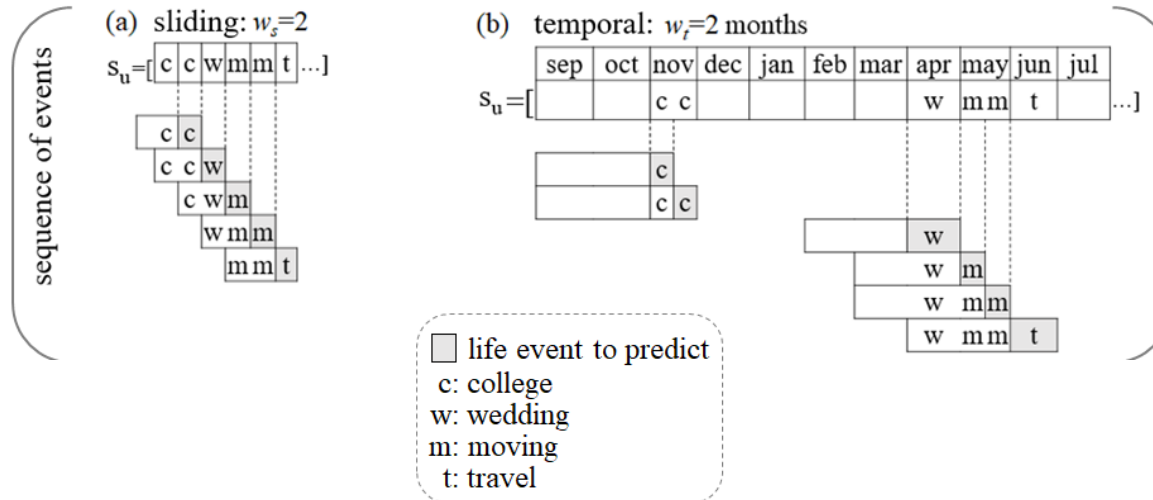 sequence of events
(a) sliding: wₛ=2
Sᵤ=[ c c w m m t ...]
c c
c c w
c w m
w m m
m m t
(b) temporal: wₜ=2 months
sep oct nov dec jan feb mar apr may jun jul
Sᵤ=[ c c w m m t ...]
c
c c
w
w m
w m m
w m m t
life event to predict
c: college
w: wedding
m: moving
t: travel